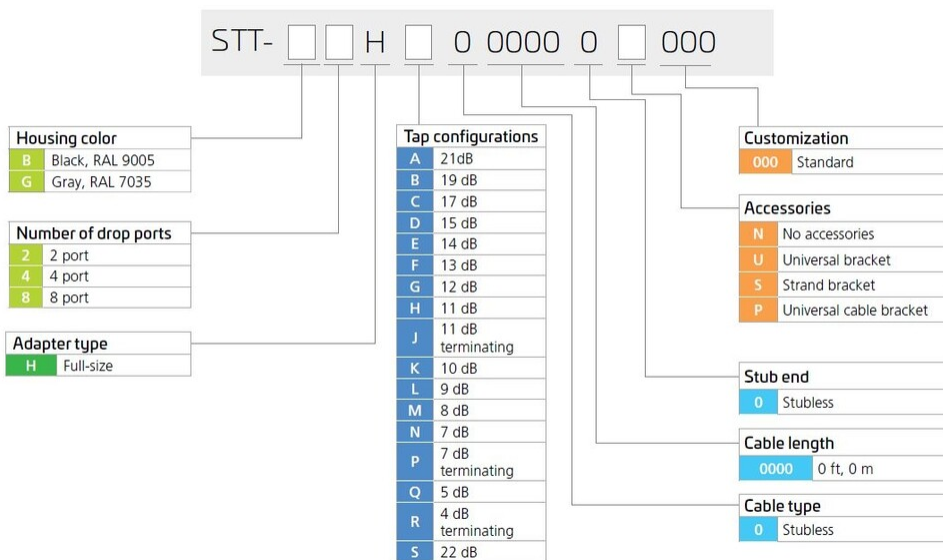 STT- H 0 0000 0 000
Housing color
B Black, RAL 9005
G Gray, RAL 7035
Number of drop ports
2 2 port
4 4 port
8 8 port
Adapter type
H Full-size
Tap configurations
A 21dB
B 19 dB
C 17 dB
D 15 dB
E 14 dB
F 13 dB
G 12 dB
H 11 dB
J 11 dB
terminating
K 10 dB
L 9 dB
M 8 dB
N 7 dB
P 7 dB
terminating
Q 5 dB
R 4 dB
terminating
S 22 dB
Customization
000 Standard
Accessories
N No accessories
U Universal bracket
S Strand bracket
P Universal cable bracket
Stub end
0 Stubless
Cable length
0000 0 ft, 0 m
Cable type
0 Stubless